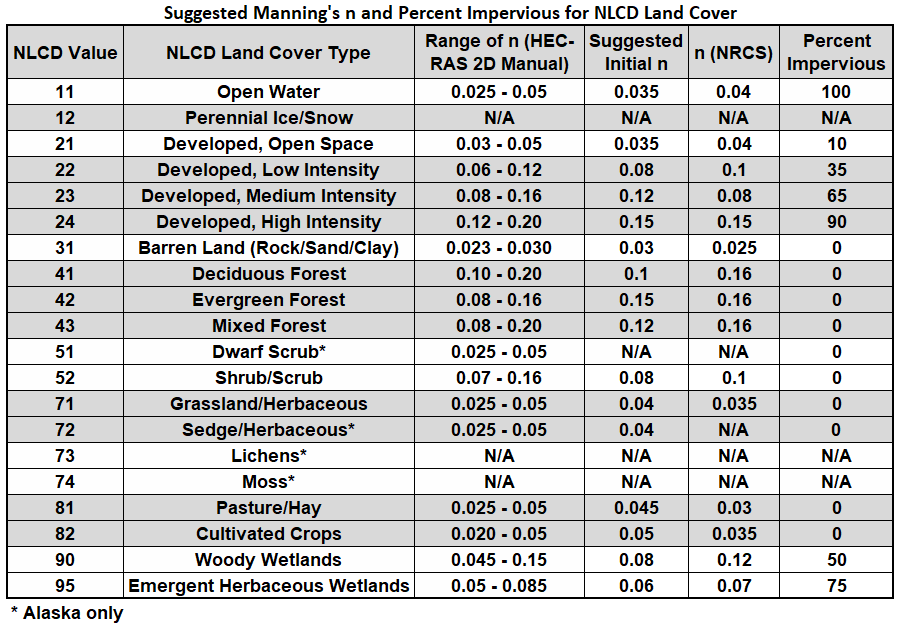 Suggested Manning's n and Percent Impervious for NLCD Land Cover
NLCD Value NLCD Land Cover Type Range of n (HEC-RAS 2D Manual) Suggested Initial n n (NRCS) Percent Impervious
11 Open Water 0.025 - 0.05 0.035 0.04 100
12 Perennial Ice/Snow N/A N/A N/A N/A
21 Developed, Open Space 0.03 - 0.05 0.035 0.04 10
22 Developed, Low Intensity 0.06 - 0.12 0.08 0.1 35
23 Developed, Medium Intensity 0.08 - 0.16 0.12 0.08 65
24 Developed, High Intensity 0.12 - 0.20 0.15 0.15 90
31 Barren Land (Rock/Sand/Clay) 0.023 - 0.030 0.03 0.025 0
41 Deciduous Forest 0.10 - 0.20 0.1 0.16 0
42 Evergreen Forest 0.08 - 0.16 0.15 0.16 0
43 Mixed Forest 0.08 - 0.20 0.12 0.16 0
51 Dwarf Scrub* 0.025 - 0.05 N/A N/A 0
52 Shrub/Scrub 0.07 - 0.16 0.08 0.1 0
71 Grassland/Herbaceous 0.025 - 0.05 0.04 0.035 0
72 Sedge/Herbaceous* 0.025 - 0.05 0.04 N/A 0
73 Lichens* N/A N/A N/A N/A
74 Moss* N/A N/A N/A N/A
81 Pasture/Hay 0.025 - 0.05 0.045 0.03 0
82 Cultivated Crops 0.020 - 0.05 0.05 0.035 0
90 Woody Wetlands 0.045 - 0.15 0.08 0.12 50
95 Emergent Herbaceous Wetlands 0.05 - 0.085 0.06 0.07 75
* Alaska only